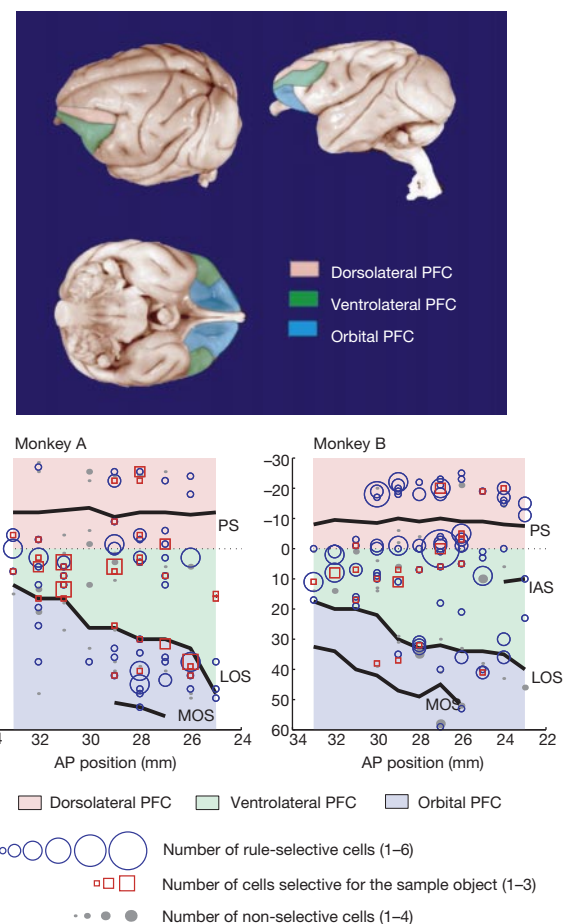 Dorsolateral PFC
Ventrolateral PFC
Orbital PFC
Monkey A
Monkey B
–30
–20
–10
0
10
20
30
40
50
60
PS
LOS
MOS
PS
IAS
LOS
MOS
32 30 28 26 24
34 32 30 28 26 24 22
AP position (mm)
AP position (mm)
Dorsolateral PFC Ventrolateral PFC Orbital PFC
Number of rule-selective cells (1–6)
Number of cells selective for the sample object (1–3)
Number of non-selective cells (1–4)